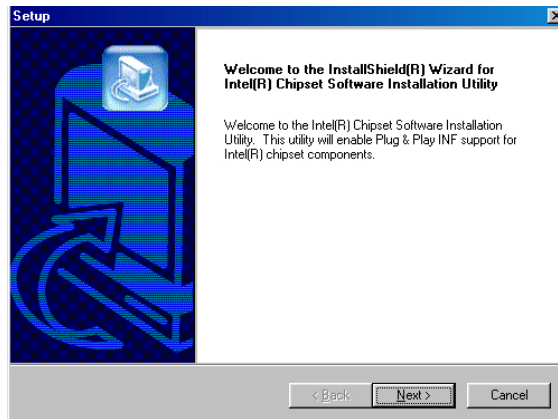 Setup
Welcome to the InstallShield(R) Wizard for
Intel(R) Chipset Software Installation Utility
Welcome to the Intel(R) Chipset Software Installation
Utility. This utility will enable Plug & Play INF support for
Intel(R) chipset components.
< Back
Next >
Cancel